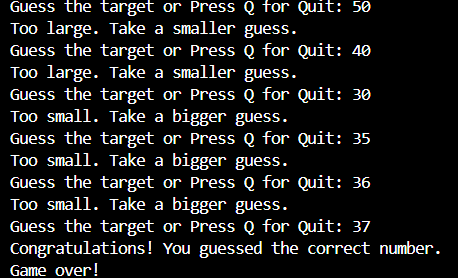 Guess the target or Press Q for Quit: 50
Too large. Take a smaller guess.
Guess the target or Press Q for Quit: 40
Too large. Take a smaller guess.
Guess the target or Press Q for Quit: 30
Too small. Take a bigger guess.
Guess the target or Press Q for Quit: 35
Too small. Take a bigger guess.
Guess the target or Press Q for Quit: 36
Too small. Take a bigger guess.
Guess the target or Press Q for Quit: 37
Congratulations! You guessed the correct number.
Game over!